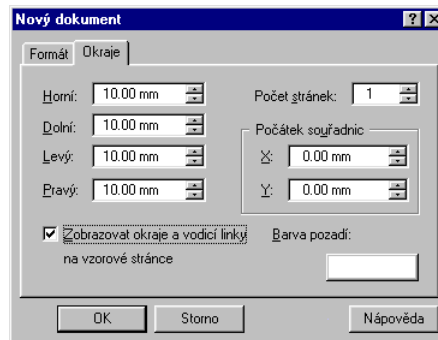 Nový dokument
Formát Okraje
Horní: 10.00 mm Počet stránek: 1
Dolní: 10.00 mm Počátek souřadnic
Levý: 10.00 mm X: 0.00 mm
Pravý: 10.00 mm Y: 0.00 mm
Zobrazovat okraje a vodicí linky Barva pozadí:
na vzorové stránce
OK Storno Nápověda